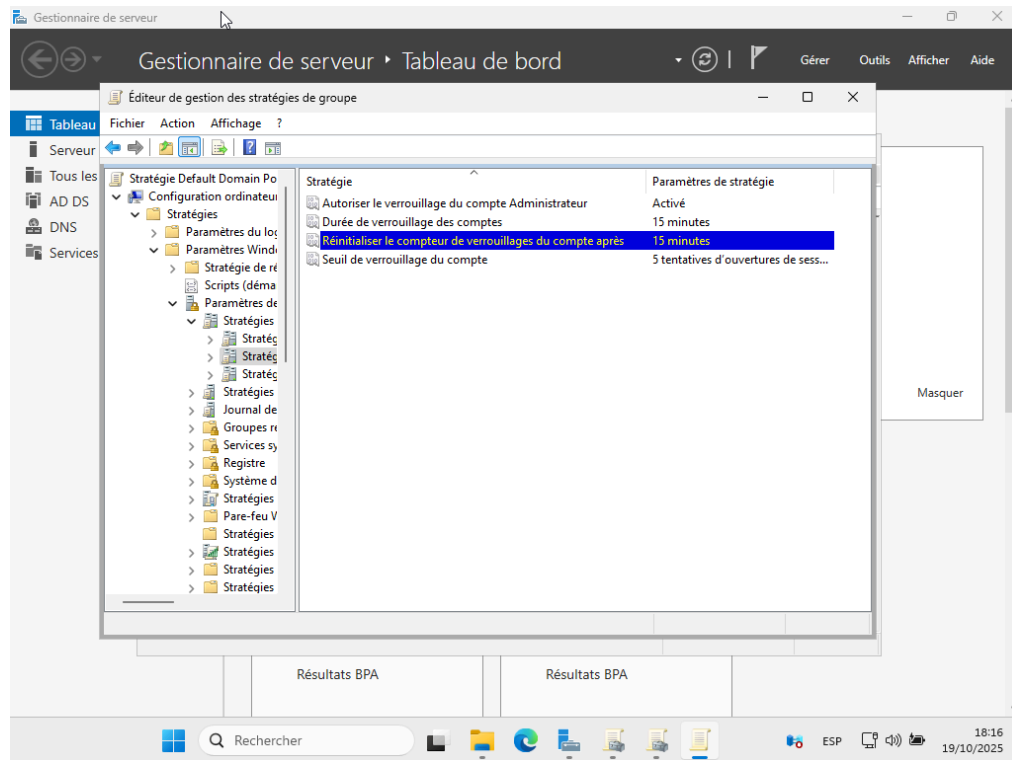 Gestionnaire de serveur
Gestionnaire de serveur ‣ Tableau de bord
Gérer Outils Afficher Aide
Éditeur de gestion des stratégies de groupe
Fichier Action Affichage ?
Tableau
Serveur
Tous les
AD DS
DNS
Services
Stratégie Default Domain Po
Configuration ordinateur
Stratégies
Paramètres du log
Paramètres Windo
Stratégie de ré
Scripts (déma
Paramètres de
Stratégies
Stratég
Stratég
Stratég
Stratégies
Journal de
Groupes re
Services sy
Registre
Système d
Stratégies
Pare-feu W
Stratégies
Stratégies
Stratégies
Stratégies
Stratégie Paramètres de stratégie
Autoriser le verrouillage du compte Administrateur Activé
Durée de verrouillage des comptes 15 minutes
Réinitialiser le compteur de verrouillages du compte après 15 minutes
Seuil de verrouillage du compte 5 tentatives d'ouvertures de sess...
Masquer
Résultats BPA Résultats BPA
Rechercher
ESP
18:16
19/10/2025